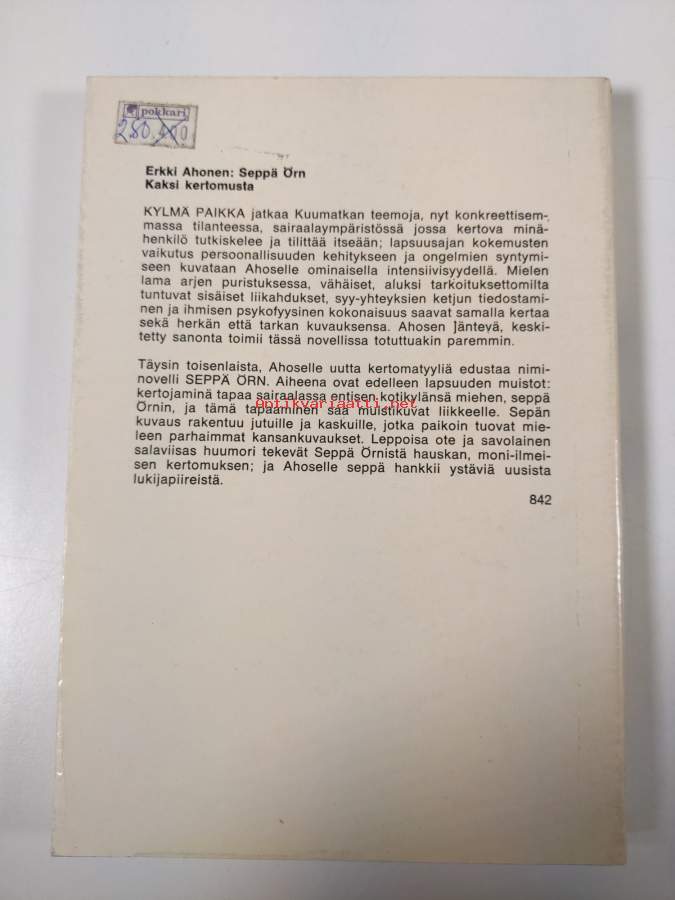 pokkari
280.
Erkki Ahonen: Seppä Örn
Kaksi kertomusta
KYLMÄ PAIKKA jatkaa Kuumatkan teemoja, nyt konkreettisem-
massa tilanteessa, sairaalaympäristössä jossa kertova minä-
henkilö tutkiskelee ja tilittää itseään; lapsuusajan kokemusten
vaikutus persoonallisuuden kehitykseen ja ongelmien syntymi-
seen kuvataan Ahoselle ominaisella intensiivisyydellä. Mielen
lama arjen puristuksessa, vähäiset, aluksi tarkoituksettomilta
tuntuvat sisäiset liikahdukset, syy-yhteyksien ketjun tiedostami-
nen ja ihmisen psykofyysinen kokonaisuus saavat samalla kertaa
sekä herkän että tarkan kuvauksensa. Ahosen jäntevä, keski-
tetty sanonta toimii tässä novellissa totuttuakin paremmin.
Täysin toisenlaista, Ahoselle uutta kertomatyyliä edustaa nimi-
novelli SEPPÄ ÖRN. Aiheena ovat edelleen lapsuuden muistot:
kertojaminä tapaa sairaalassa entisen kotikylänsä miehen, seppä
Örnin, ja tämä tapaaminen saa muistikuvat liikkeelle. Sepän
kuvaus rakentuu jutuille ja kaskuille, jotka paikoin tuovat mie-
leen parhaimmat kansankuvaukset. Leppoisa ote ja savolainen
salaviisas huumori tekevät Seppä Örnistä hauskan, moni-ilmei-
sen kertomuksen; ja Ahoselle seppä hankkii ystäviä uusista
lukijapiireistä.
842
antikvariaatti.net